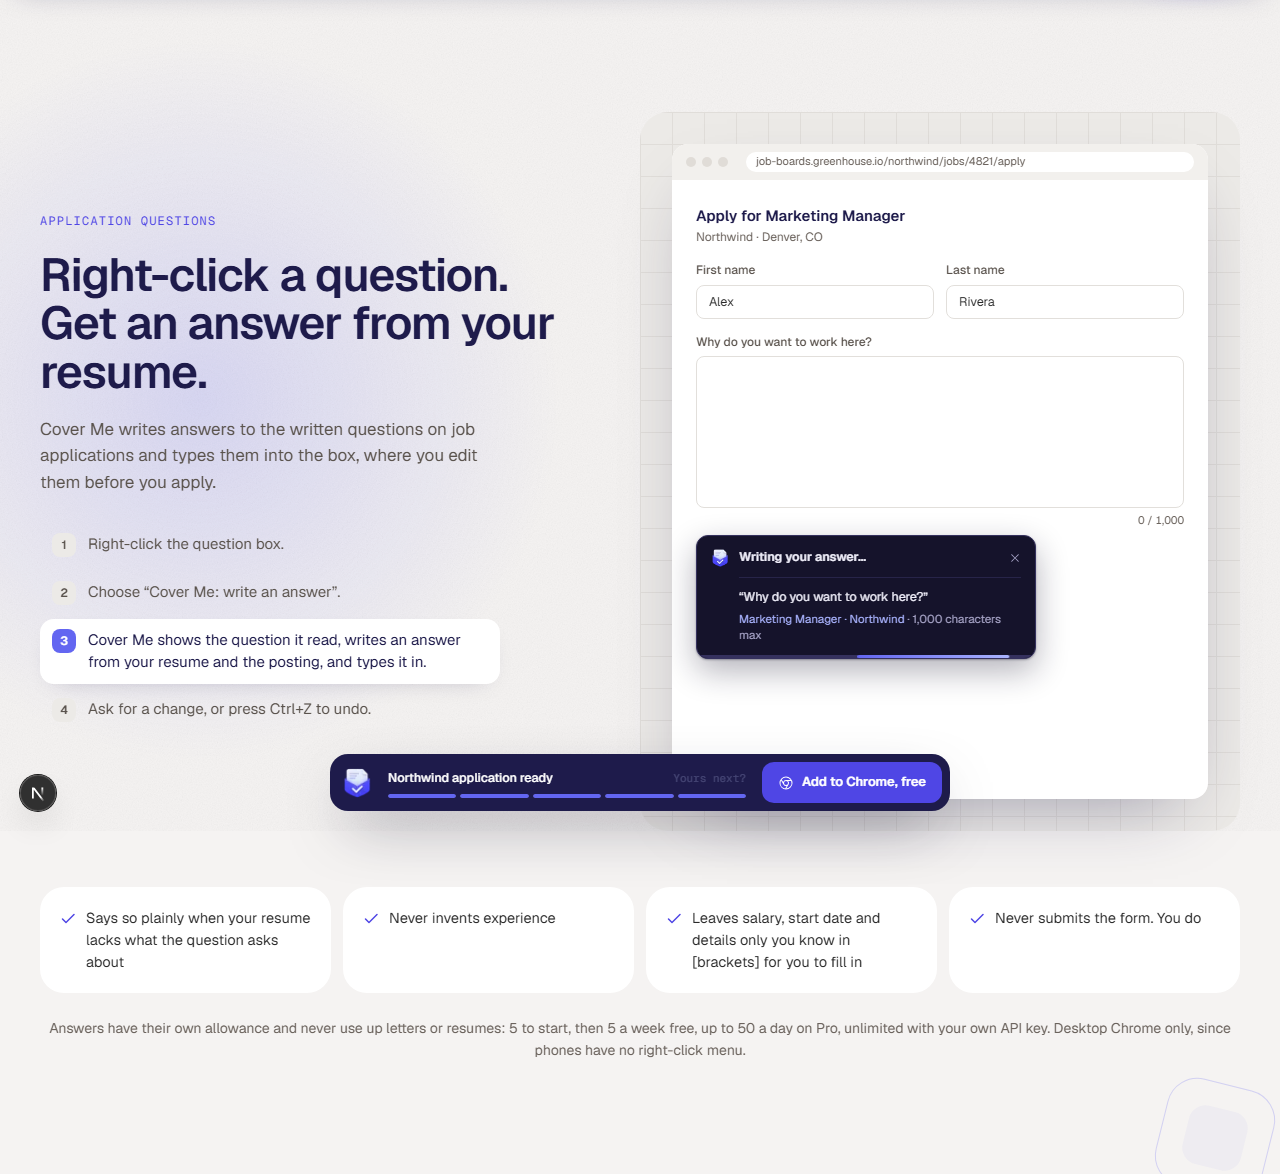 APPLICATION QUESTIONS
Right-click a question.
Get an answer from your
resume.
Cover Me writes answers to the written questions on job
applications and types them into the box, where you edit
them before you apply.
1 Right-click the question box.
2 Choose “Cover Me: write an answer”.
3 Cover Me shows the question it read, writes an answer
from your resume and the posting, and types it in.
4 Ask for a change, or press Ctrl+Z to undo.
job-boards.greenhouse.io/northwind/jobs/4821/apply
Apply for Marketing Manager
Northwind · Denver, CO
First name
Last name
Alex
Rivera
Why do you want to work here?
0 / 1,000
Writing your answer…
“Why do you want to work here?”
Marketing Manager · Northwind · 1,000 characters
max
N
Northwind application ready
Yours next?
Add to Chrome, free
Says so plainly when your resume
lacks what the question asks
about
Never invents experience
Leaves salary, start date and
details only you know in
[brackets] for you to fill in
Never submits the form. You do
Answers have their own allowance and never use up letters or resumes: 5 to start, then 5 a week free, up to 50 a day on Pro, unlimited with your own API key. Desktop Chrome only, since
phones have no right-click menu.